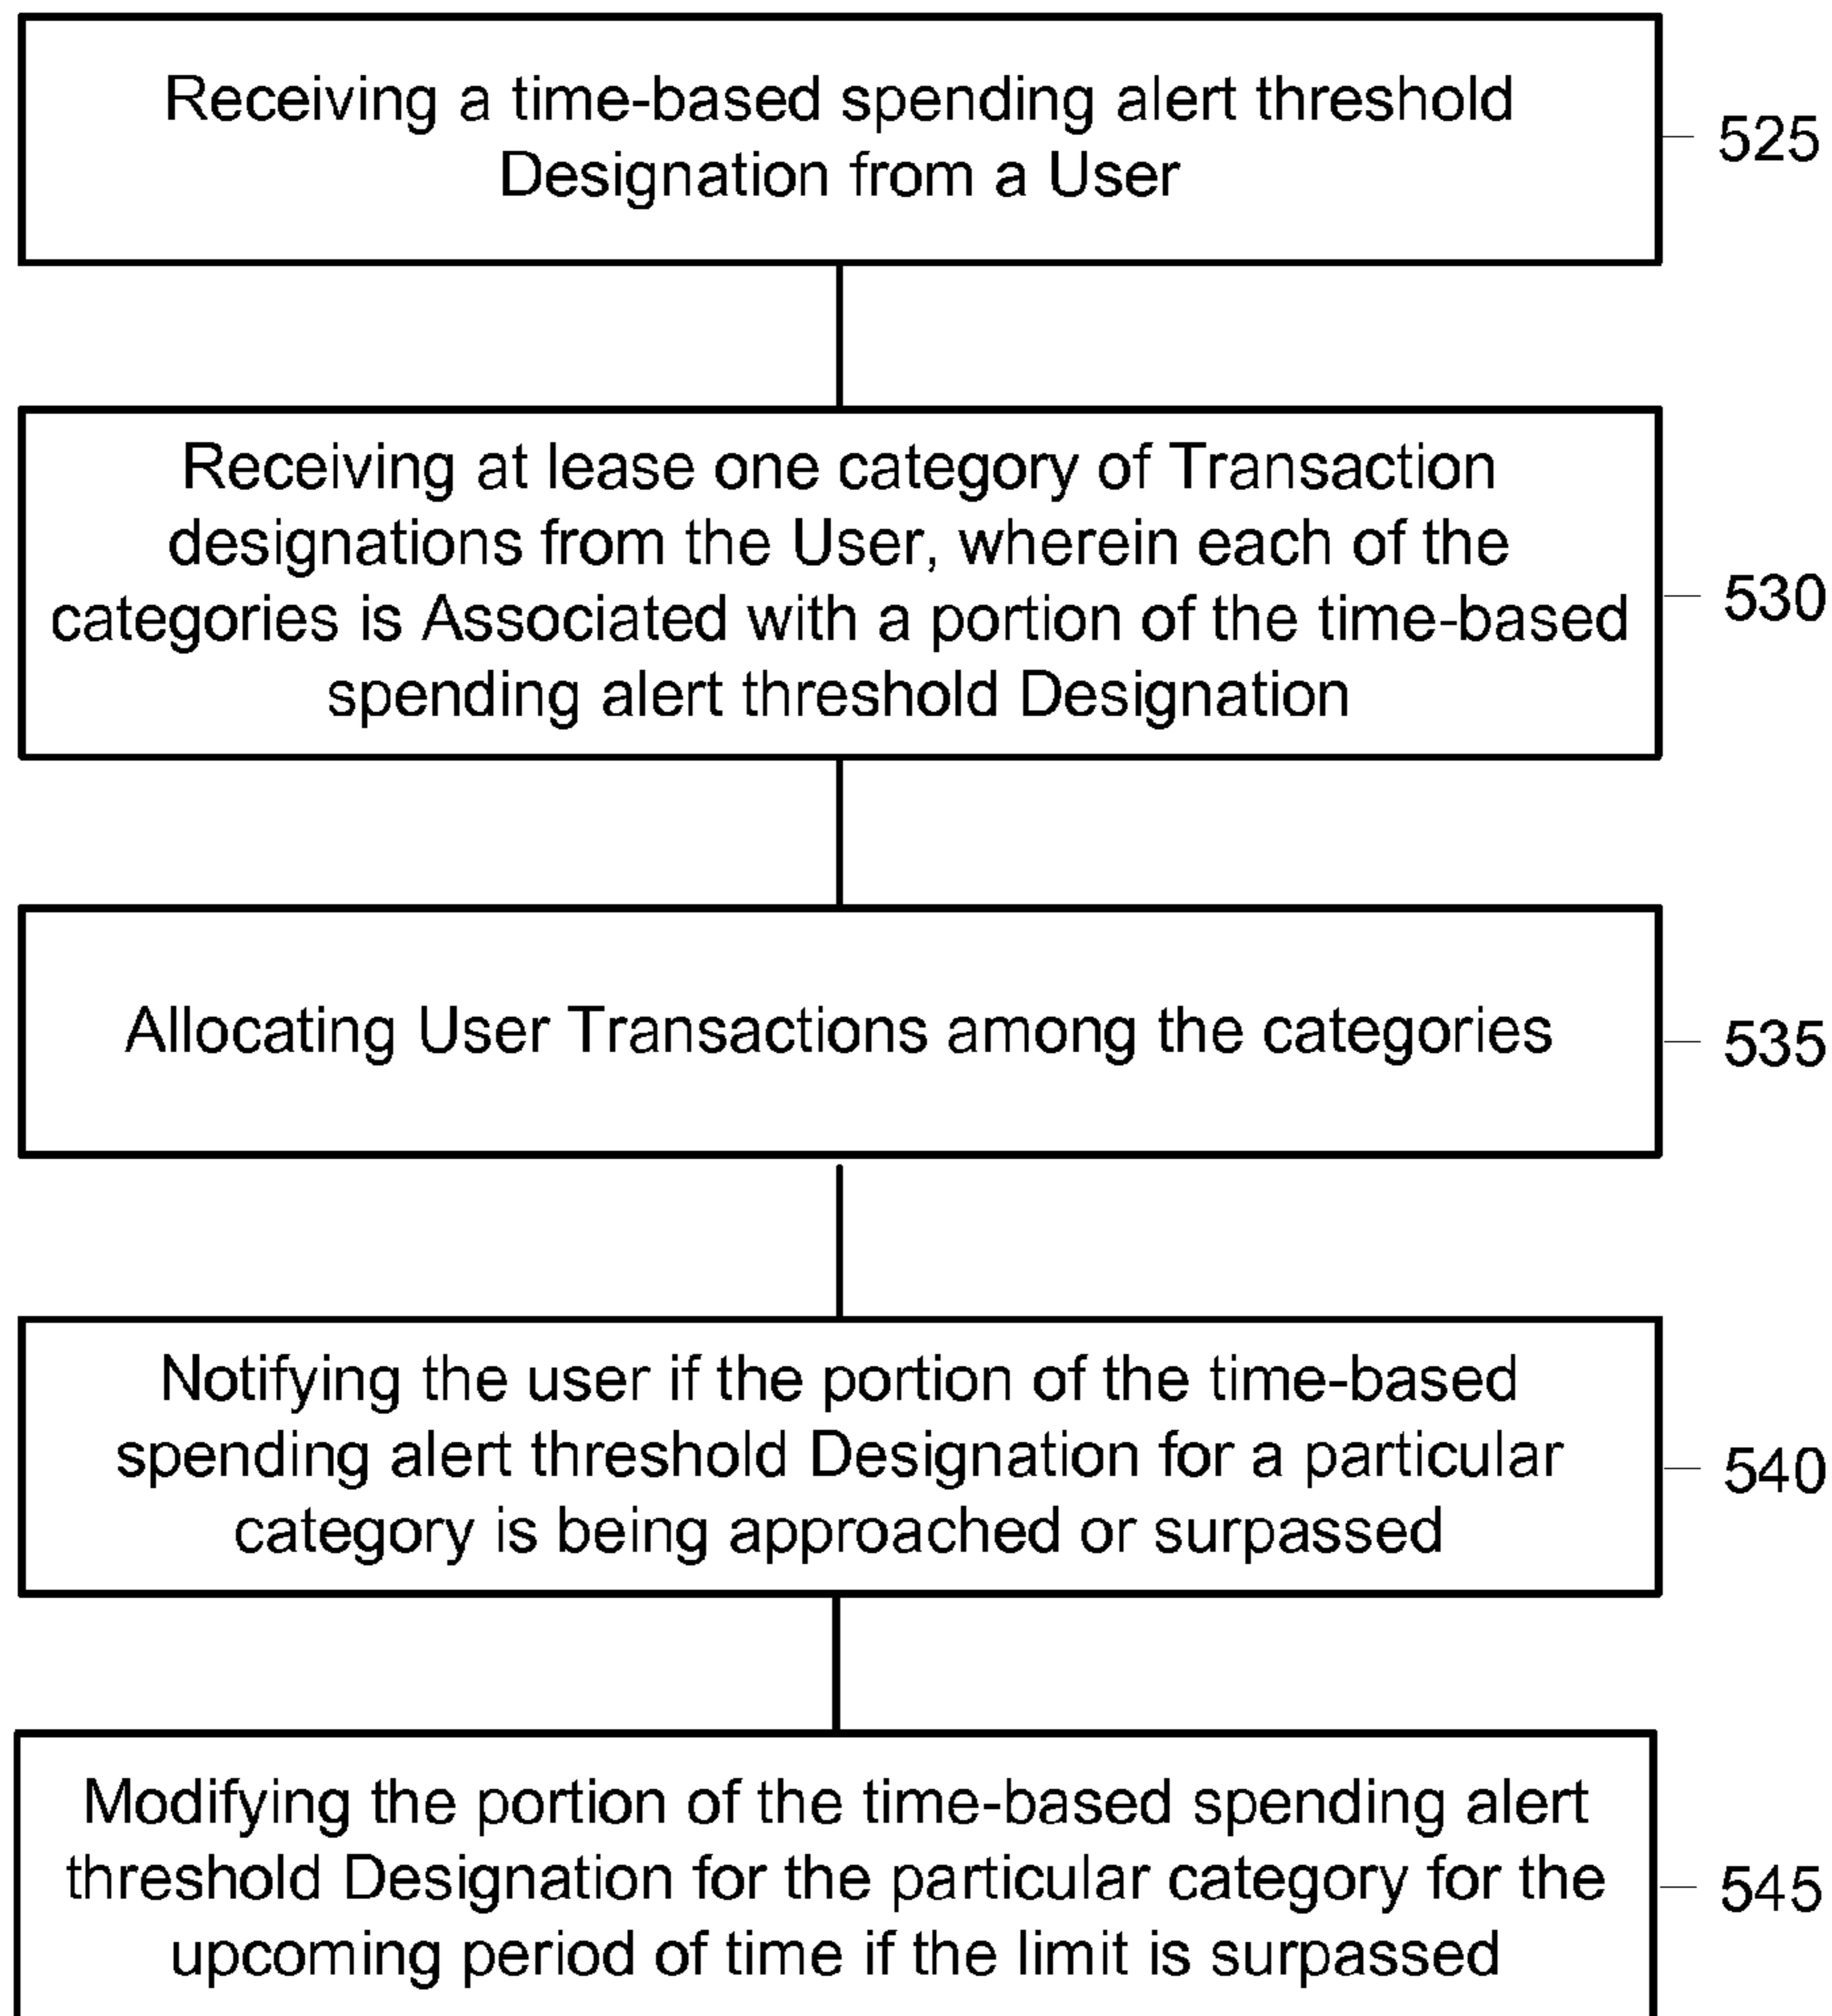 Receiving a time-based spending alert threshold
Designation from a User
525
Receiving at lease one category of Transaction
designations from the User, wherein each of the
categories is Associated with a portion of the time-based
spending alert threshold Designation
530
Allocating User Transactions among the categories
535
Notifying the user if the portion of the time-based
spending alert threshold Designation for a particular
category is being approached or surpassed
540
Modifying the portion of the time-based spending alert
threshold Designation for the particular category for the
upcoming period of time if the limit is surpassed
545